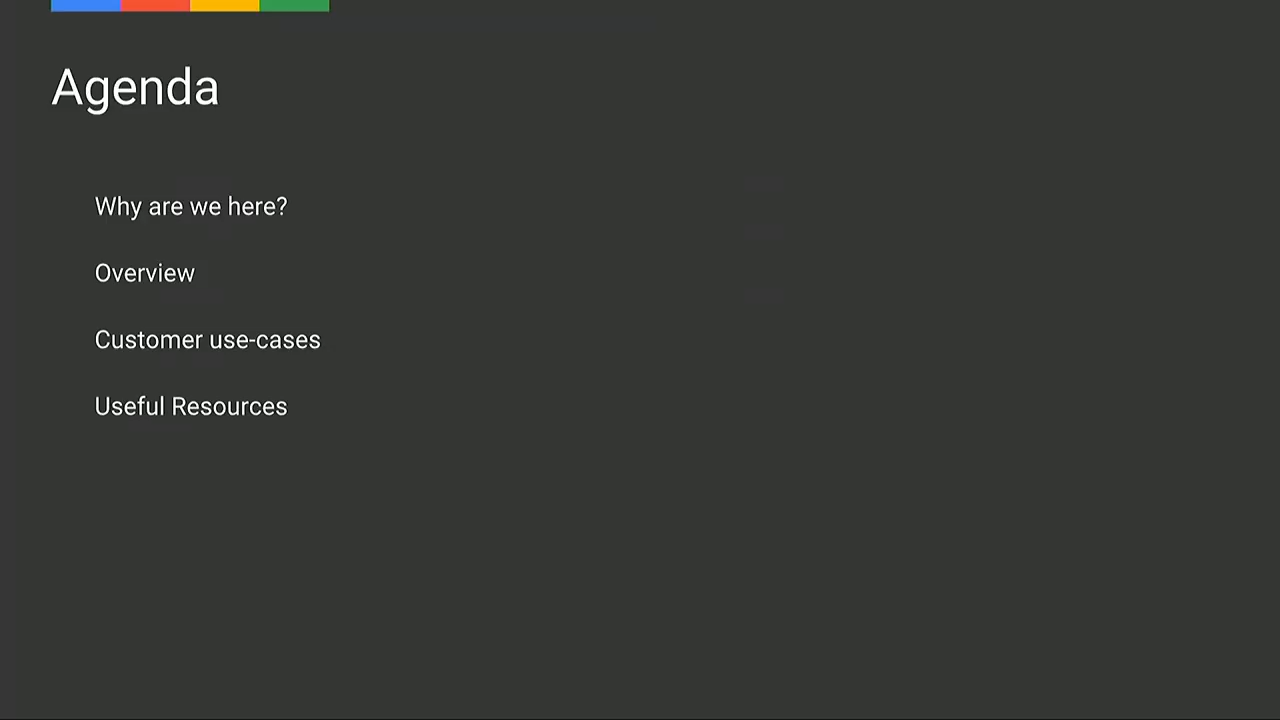 Agenda
Why are we here?
Overview
Customer use-cases
Useful Resources